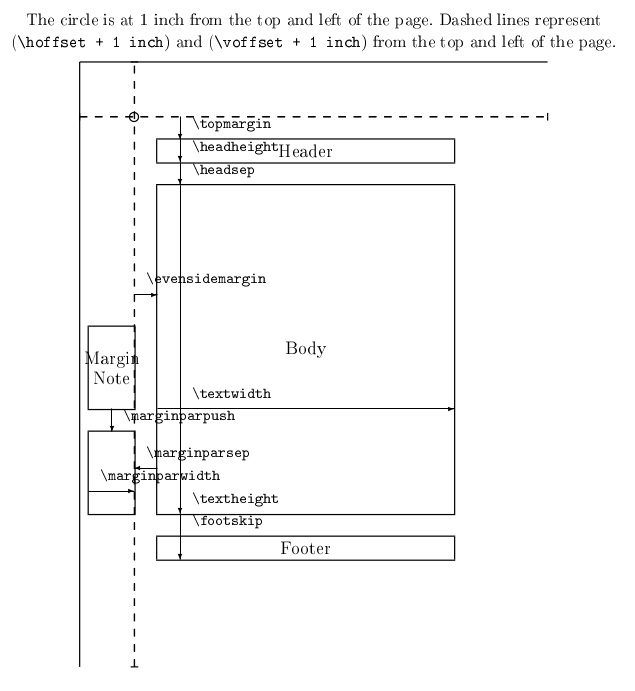 The circle is at 1 inch from the top and left of the page. Dashed lines represent
(\hoffset + 1 inch) and (\voffset + 1 inch) from the top and left of the page.
\topmargin
\headheight
Header
\headsep
\evensidemargin
Body
Margin
Note
\textwidth
\marginparpush
\marginparsep
\marginparwidth
\textheight
\footskip
Footer